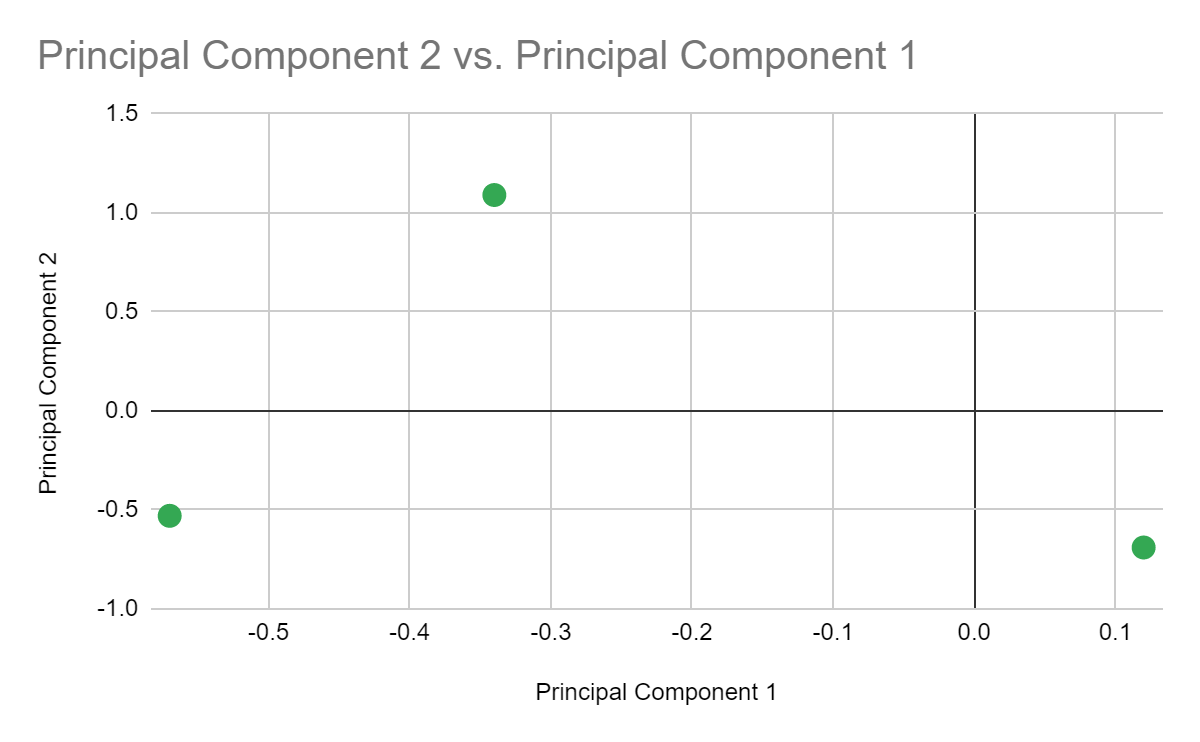 Principal Component 2 vs. Principal Component 1
1.5
1.0
0.5
0.0
-0.5
-1.0
Principal Component 2
-0.5 -0.4 -0.3 -0.2 -0.1 0.0 0.1
Principal Component 1